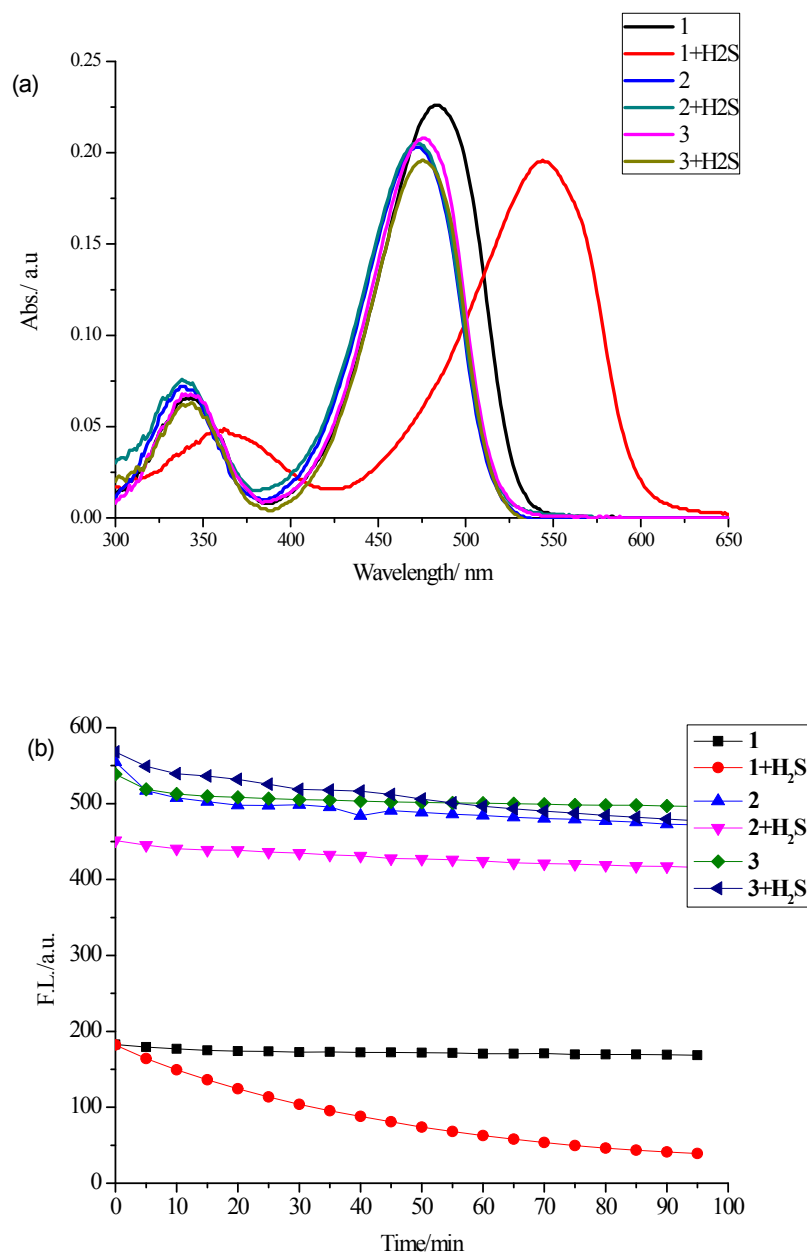 (a)
1
1+H2S
2
2+H2S
3
3+H2S
Abs./ a.u
0.25
0.20
0.15
0.10
0.05
0.00
300 350 400 450 500 550 600 650
Wavelength/ nm
(b)
1
1+H₂S
2
2+H₂S
3
3+H₂S
F.L./a.u.
600
500
400
300
200
100
0
0 10 20 30 40 50 60 70 80 90 100
Time/min